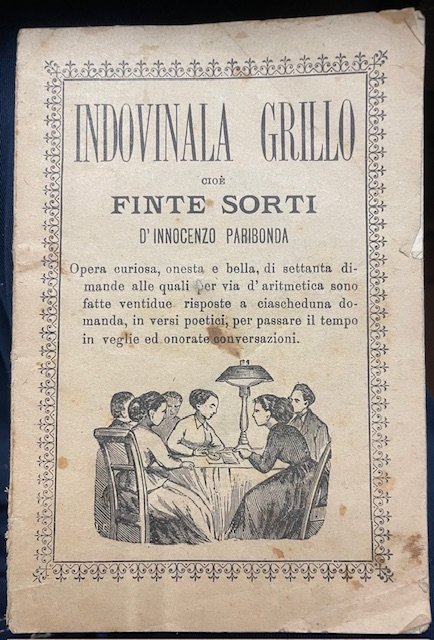 INDOVINALA GRILLO
CIOÈ
FINTE SORTI
D'INNOCENZO PARIBONDA
Opera curiosa, onesta e bella, di settanta di-
mande alle quali per via d'aritmetica sono
fatte ventidue risposte a ciascheduna do-
manda, in versi poetici, per passare il tempo
in veglie ed onorate conversazioni.